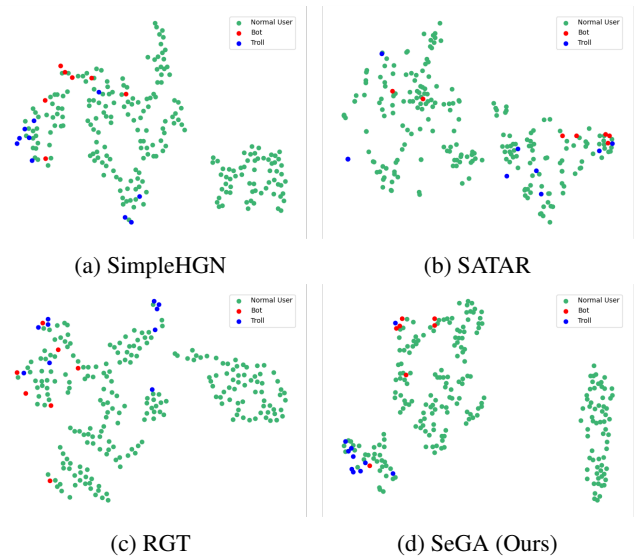 Normal User
Bot
Troll
Normal User
Bot
Troll
(a) SimpleHGN
(b) SATAR
Normal User
Bot
Troll
Normal User
Bot
Troll
(c) RGT
(d) SeGA (Ours)